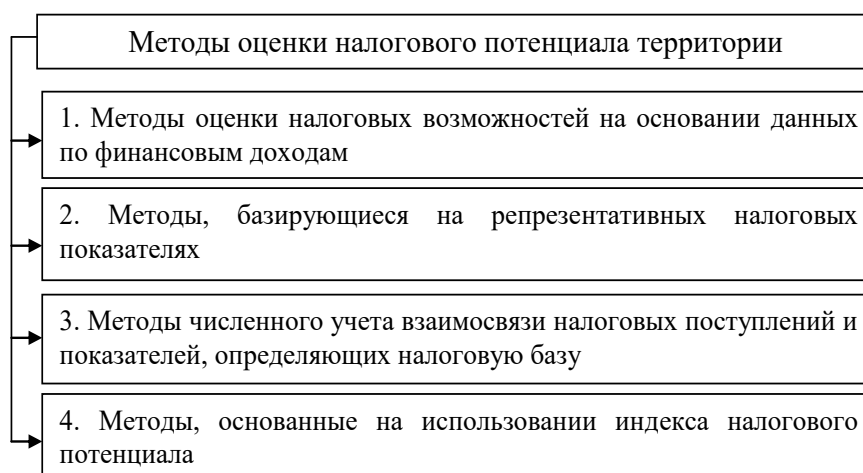 Методы оценки налогового потенциала территории
1. Методы оценки налоговых возможностей на основании данных
по финансовым доходам
2. Методы, базирующиеся на репрезентативных налоговых
показателях
3. Методы численного учета взаимосвязи налоговых поступлений и
показателей, определяющих налоговую базу
4. Методы, основанные на использовании индекса налогового
потенциала